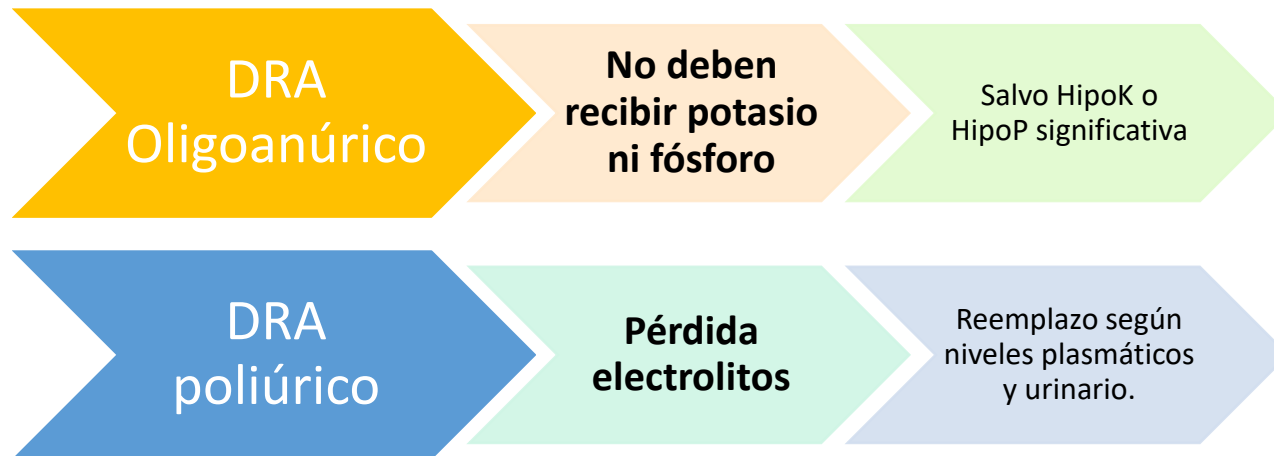 DRA
Oligoanúrico
No deben
recibir potasio
ni fósforo
Salvo HipoK o
HipoP significativa
DRA
poliúrico
Pérdida
electrolitos
Reemplazo según
niveles plasmáticos
y urinario.